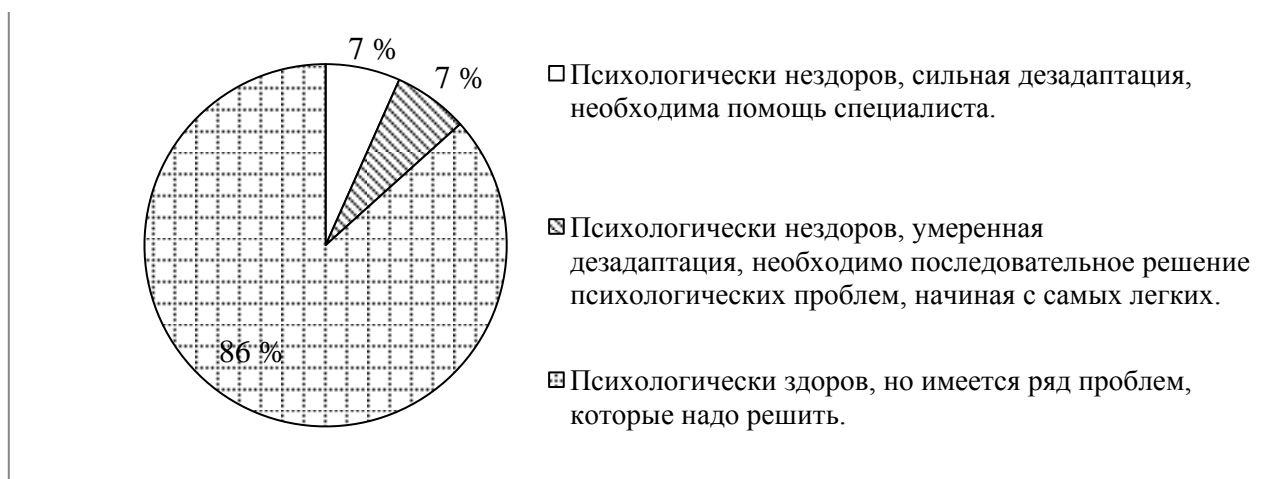 7 %
7 %
86 %
Психологически нездоров, сильная дезадаптация,
необходима помощь специалиста.
Психологически нездоров, умеренная
дезадаптация, необходимо последовательное решение
психологических проблем, начиная с самых легких.
Психологически здоров, но имеется ряд проблем,
которые надо решить.